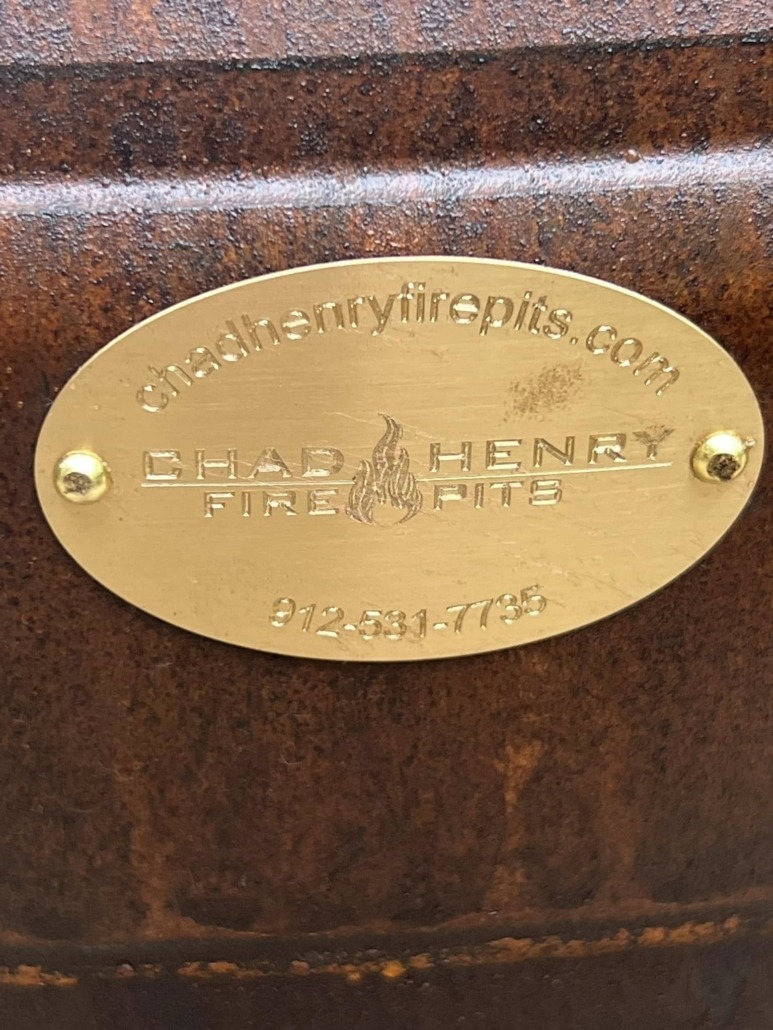 chadhenryfirepits.com
CHAD HENRY
FIRE PITS
912-531-7735